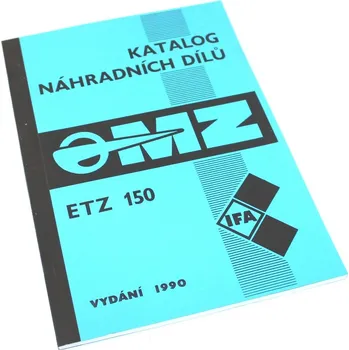 KATALOG
NÁHRADNÍCH DÍLŮ
MZ
ETZ 150
IFA
VYDÁNÍ 1990